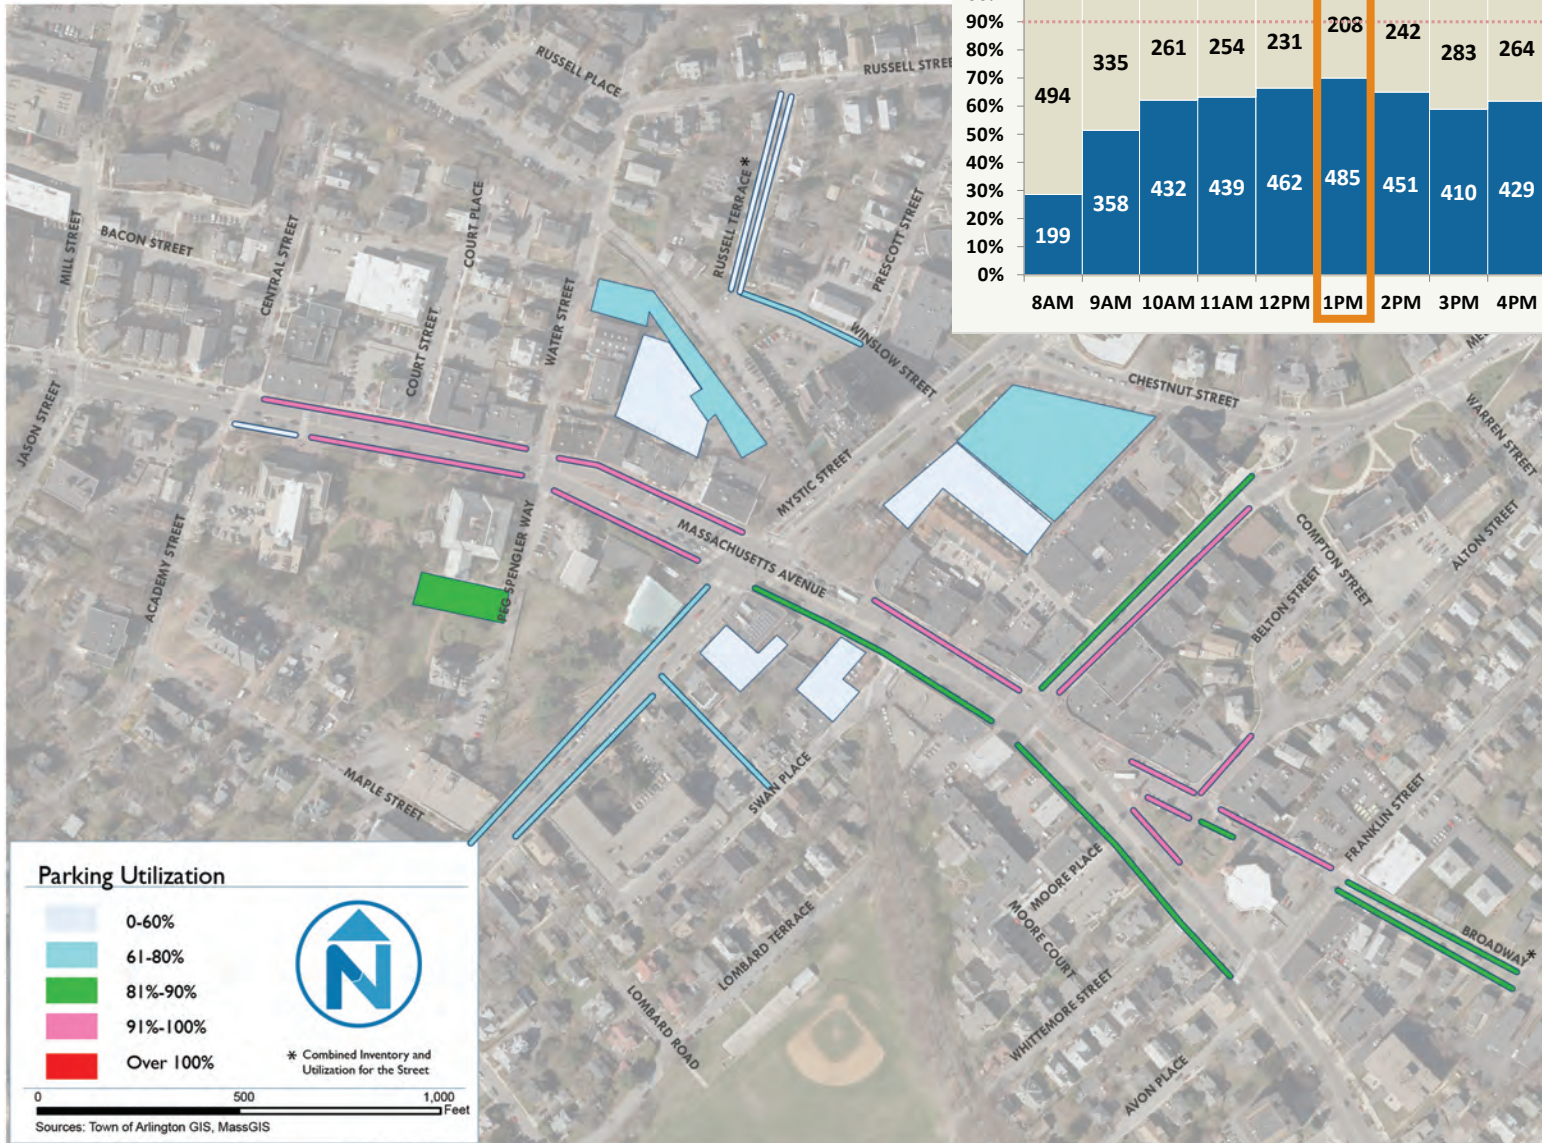 90%
80%
70%
60%
50%
40%
30%
20%
10%
0%
494
335
261
254
231
208
242
283
264
199
358
432
439
462
485
451
410
429
8AM
9AM
10AM
11AM
12PM
1PM
2PM
3PM
4PM
RUSSELL PLACE
RUSSELL STREE
RUSSELL TERRACE *
PRESCOTT STREET
MILL STREET
BACON STREET
CENTRAL STREET
COURT PLACE
COURT STREET
WATER STREET
WINSLOW STREET
CHESTNUT STREET
WARREN STREET
JASON STREET
MYSTIC STREET
MASSACHUSETTS AVENUE
ACADEMY STREET
PEG SPENGLER WAY
COMPTON STREET
ALTON STREET
BELTON STREET
MAPLE STREET
SWAN PLACE
FRANKLIN STREET
MOORE PLACE
MOORE COURT
BROADWAY *
LOMBARD TERRACE
LOMBARD ROAD
WHITTEMORE STREET
AVON PLACE
Parking Utilization
0-60%
61-80%
81%-90%
91%-100%
Over 100%
N
* Combined Inventory and
Utilization for the Street
0 500 1,000
Feet
Sources: Town of Arlington GIS, MassGIS